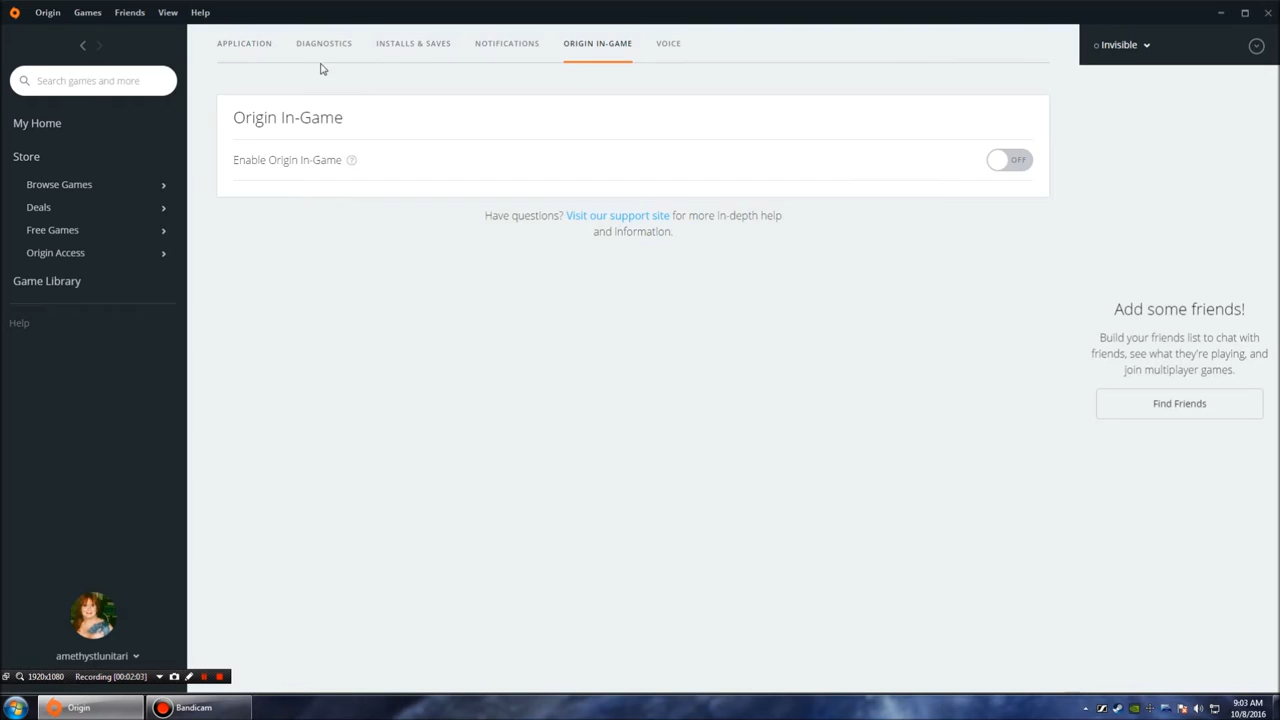 Origin Games Friends View Help
APPLICATION DIAGNOSTICS INSTALLS & SAVES NOTIFICATIONS ORIGIN IN-GAME VOICE
Invisible
Search games and more
My Home
Store
Browse Games
Deals
Free Games
Origin Access
Game Library
Help
Origin In-Game
Enable Origin In-Game ?
OFF
Have questions? Visit our support site for more in-depth help
and information.
Add some friends!
Build your friends list to chat with
friends, see what they're playing, and
join multiplayer games.
Find Friends
amethystlunitari
1920x1080 Recording [00:02:03]
Origin Bandicam
9:03 AM
10/8/2016